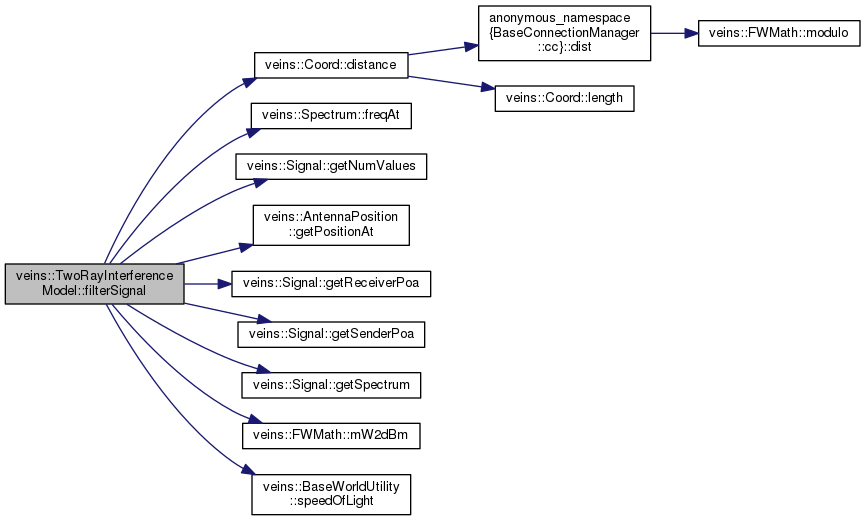 anonymous_namespace
{BaseConnectionManager
::cc}::dist
veins::FWMath::modulo
veins::Coord::distance
veins::Coord::length
veins::Spectrum::freqAt
veins::Signal::getNumValues
veins::AntennaPosition
::getPositionAt
veins::TwoRayInterference
Model::filterSignal
veins::Signal::getReceiverPoa
veins::Signal::getSenderPoa
veins::Signal::getSpectrum
veins::FWMath::mW2dBm
veins::BaseWorldUtility
::speedOfLight